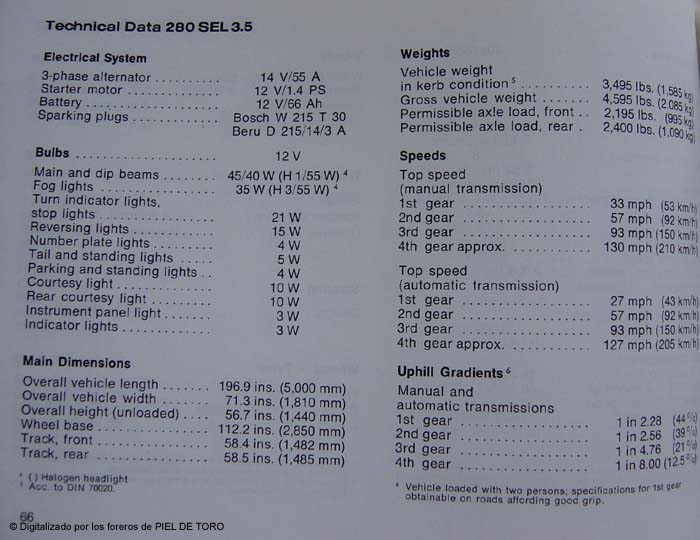 Technical Data 280 SEL 3.5
Electrical System
3-phase alternator .......... 14 V/55 A
Starter motor ............. 12 V/1.4 PS
Battery ................... 12 V/66 Ah
Sparking plugs ............. Bosch W 215 T 30
Beru D 215/14/3 A
Bulbs .................... 12 V
Main and dip beams ........ 45/40 W (H 1/55 W) ⁴
Fog lights ................ 35 W (H 3/55 W) ⁴
Turn indicator lights,
stop lights ................ 21 W
Reversing lights ........... 15 W
Number plate lights ......... 4 W
Tail and standing lights ..... 5 W
Parking and standing lights .. 4 W
Courtesy light .............. 10 W
Rear courtesy light ......... 10 W
Instrument panel light ....... 3 W
Indicator lights ............. 3 W
Main Dimensions
Overall vehicle length ....... 196.9 ins. (5,000 mm)
Overall vehicle width ....... 71.3 ins. (1,810 mm)
Overall height (unloaded) .... 56.7 ins. (1,440 mm)
Wheel base ................ 112.2 ins. (2,850 mm)
Track, front ................ 58.4 ins. (1,482 mm)
Track, rear ................ 58.5 ins. (1,485 mm)
⁴ ( ) Halogen headlight
⁵ Acc. to DIN 70020.
66
Weights
Vehicle weight
in kerb condition ⁵ .......... 3,495 lbs. (1,585 kg)
Gross vehicle weight ........ 4,595 lbs. (2.085 kg)
Permissible axle load, front .. 2,195 lbs. (995 kg)
Permissible axle load, rear . 2,400 lbs. (1,090 kg)
Speeds
Top speed
(manual transmission)
1st gear ................... 33 mph (53 km/h)
2nd gear ................... 57 mph (92 km/h)
3rd gear ................... 93 mph (150 km/h)
4th gear approx. ............ 130 mph (210 km/h)
Top speed
(automatic transmission)
1st gear ................... 27 mph (43 km/h)
2nd gear ................... 57 mph (92 km/h)
3rd gear ................... 93 mph (150 km/h)
4th gear approx. ............ 127 mph (205 km/h)
Uphill Gradients ⁶
Manual and
automatic transmissions
1st gear ................... 1 in 2.28 (44 %)
2nd gear ................... 1 in 2.56 (39 %)
3rd gear ................... 1 in 4.76 (21 %)
4th gear ................... 1 in 8.00 (12.5 %)
⁶ Vehicle loaded with two persons; specifications for 1st gear
obtainable on roads affording good grip.
© Digitalizado por los foreros de PIEL DE TORO